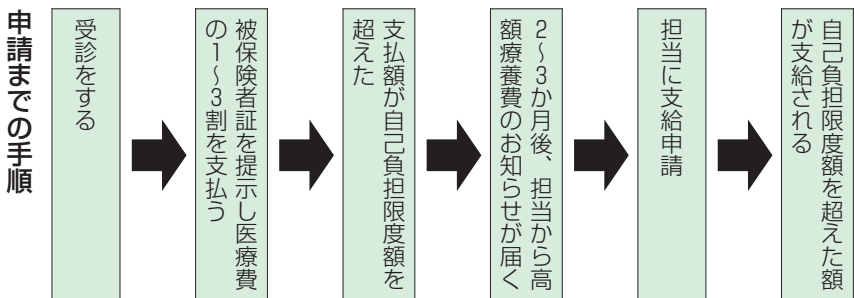 申請までの手順
受診をする
被保険者証を提示し医療費
の1〜3割を支払う
支払額が自己負担限度額を
超えた
2〜3か月後、担当から高
額療養費のお知らせが届く
担当に支給申請
自己負担限度額を超えた額
が支給される